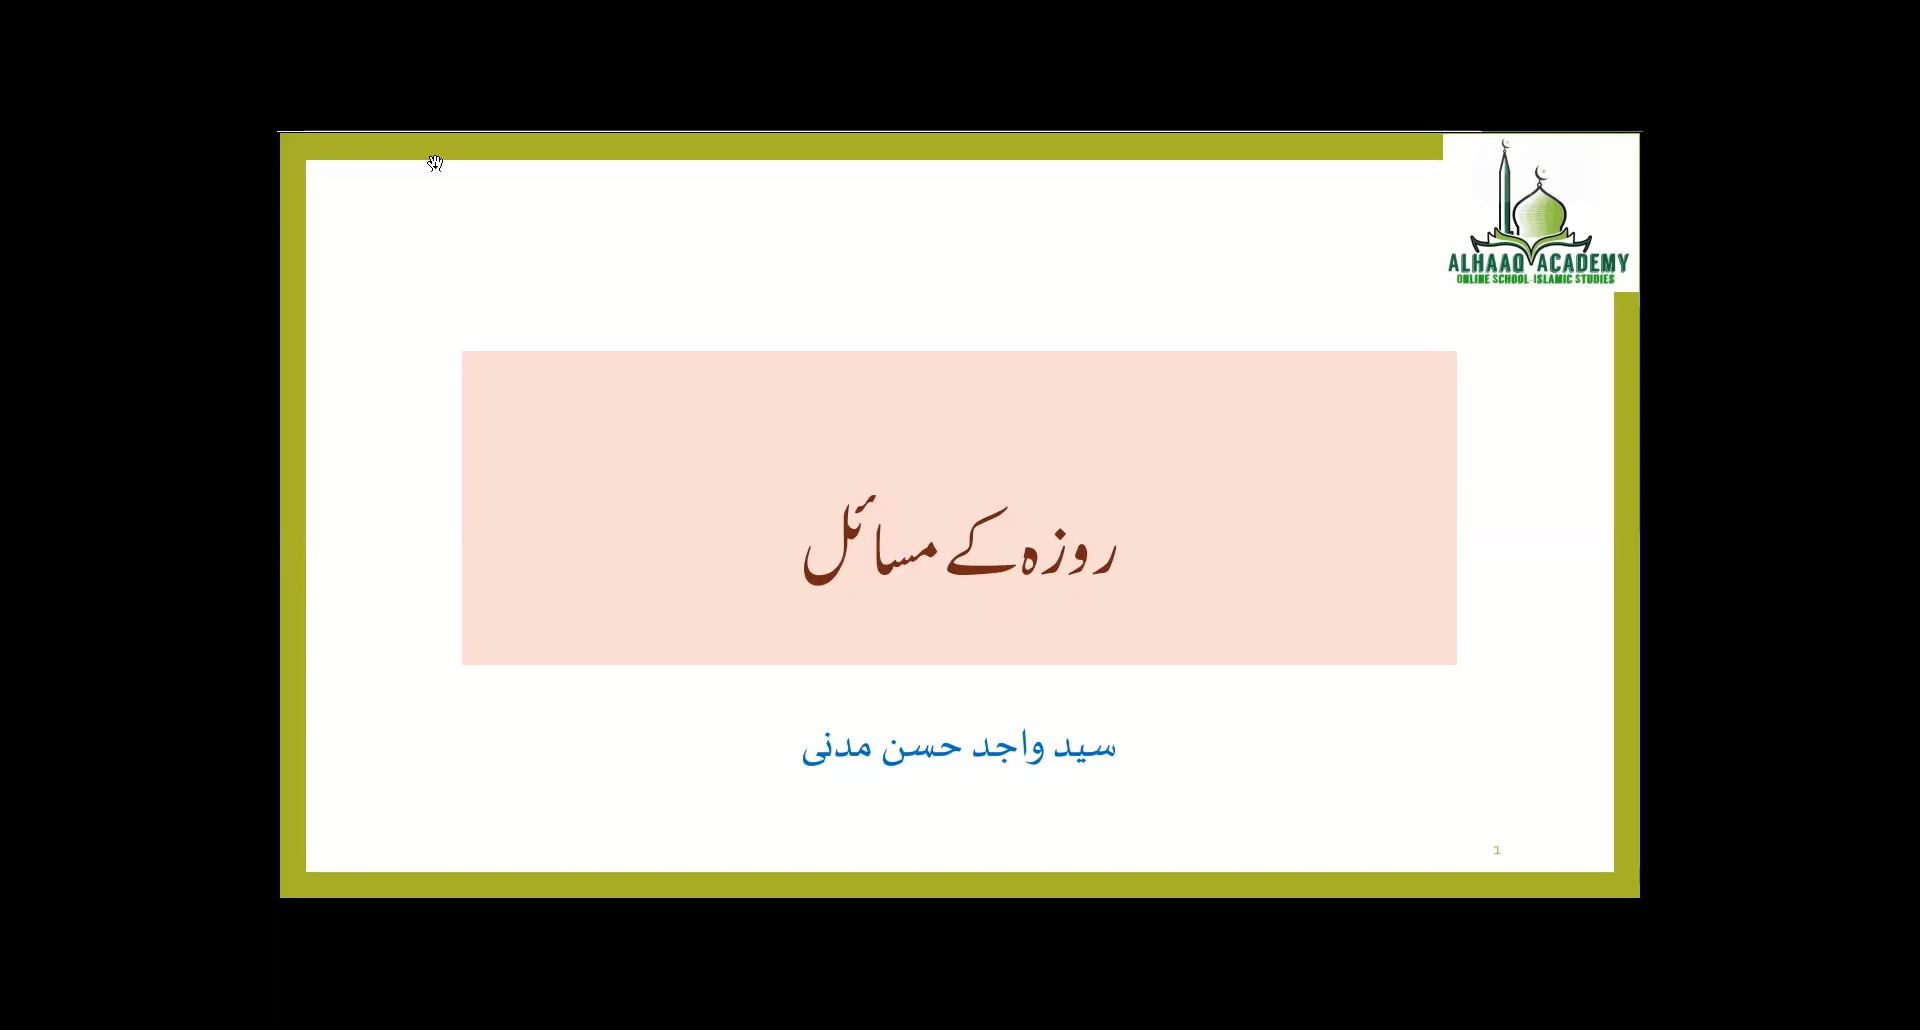 ALHAAQ ACADEMY
ONLINE SCHOOL-ISLAMIC STUDIES
روزہ کے مسائل
سید واجد حسن مدنی
1